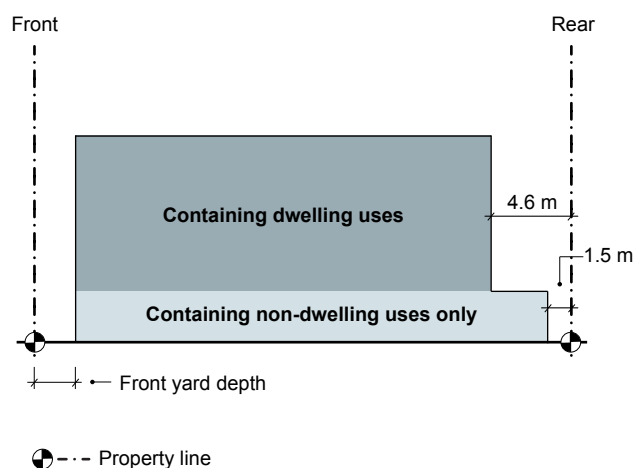 Front
Rear
Containing dwelling uses
4.6 m
1.5 m
Containing non-dwelling uses only
Front yard depth
Property line